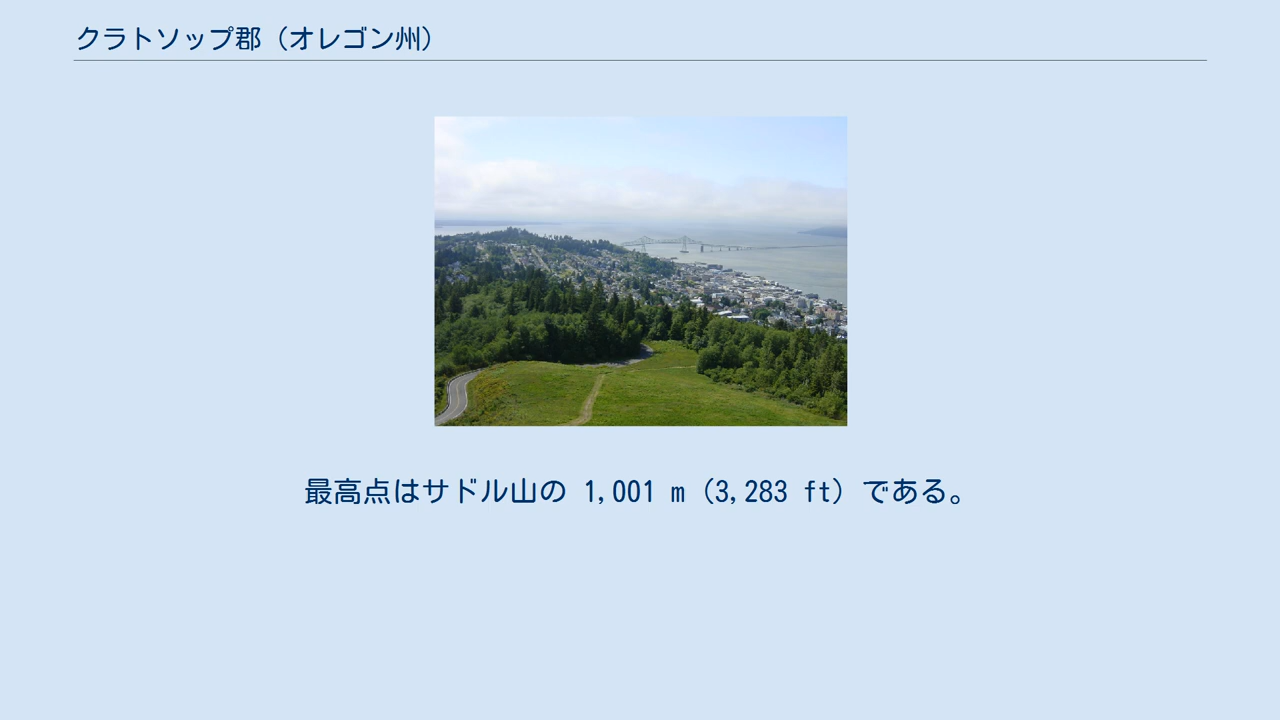 クラトソップ郡（オレゴン州）
最高点はサドル山の 1,001 m（3,283 ft）である。